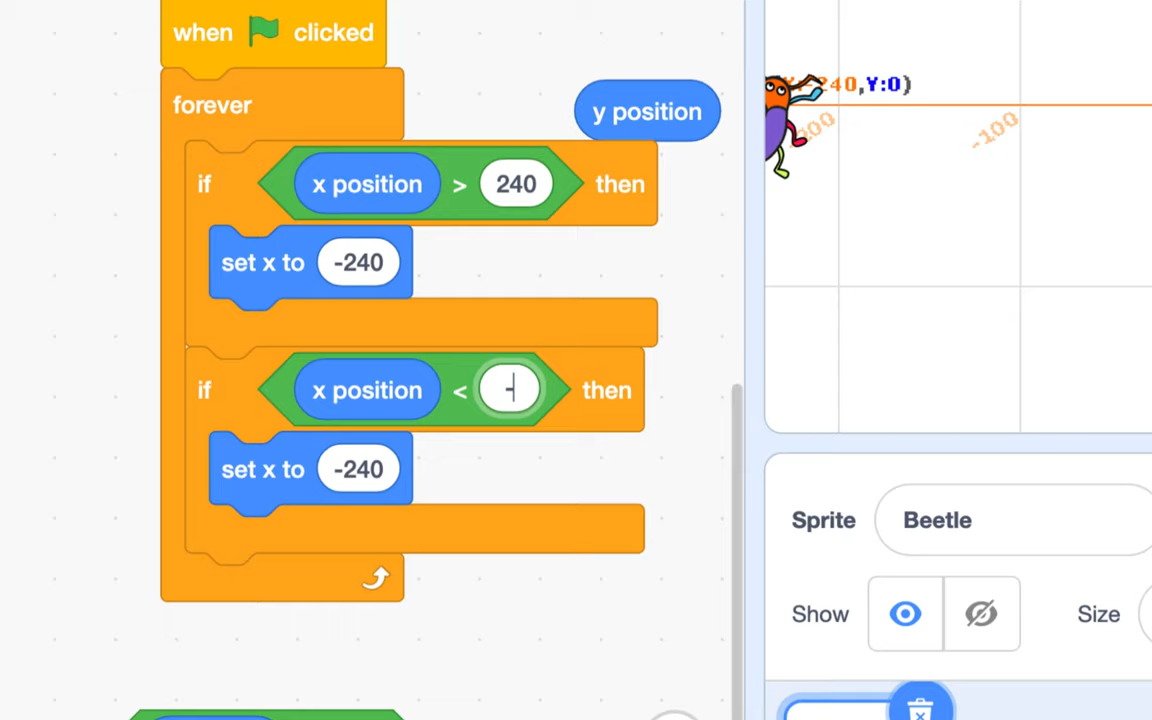 when clicked
forever
y position
if x position > 240 then
set x to -240
if x position < - then
set x to -240
240,Y:0)
-100
Sprite Beetle
Show Size